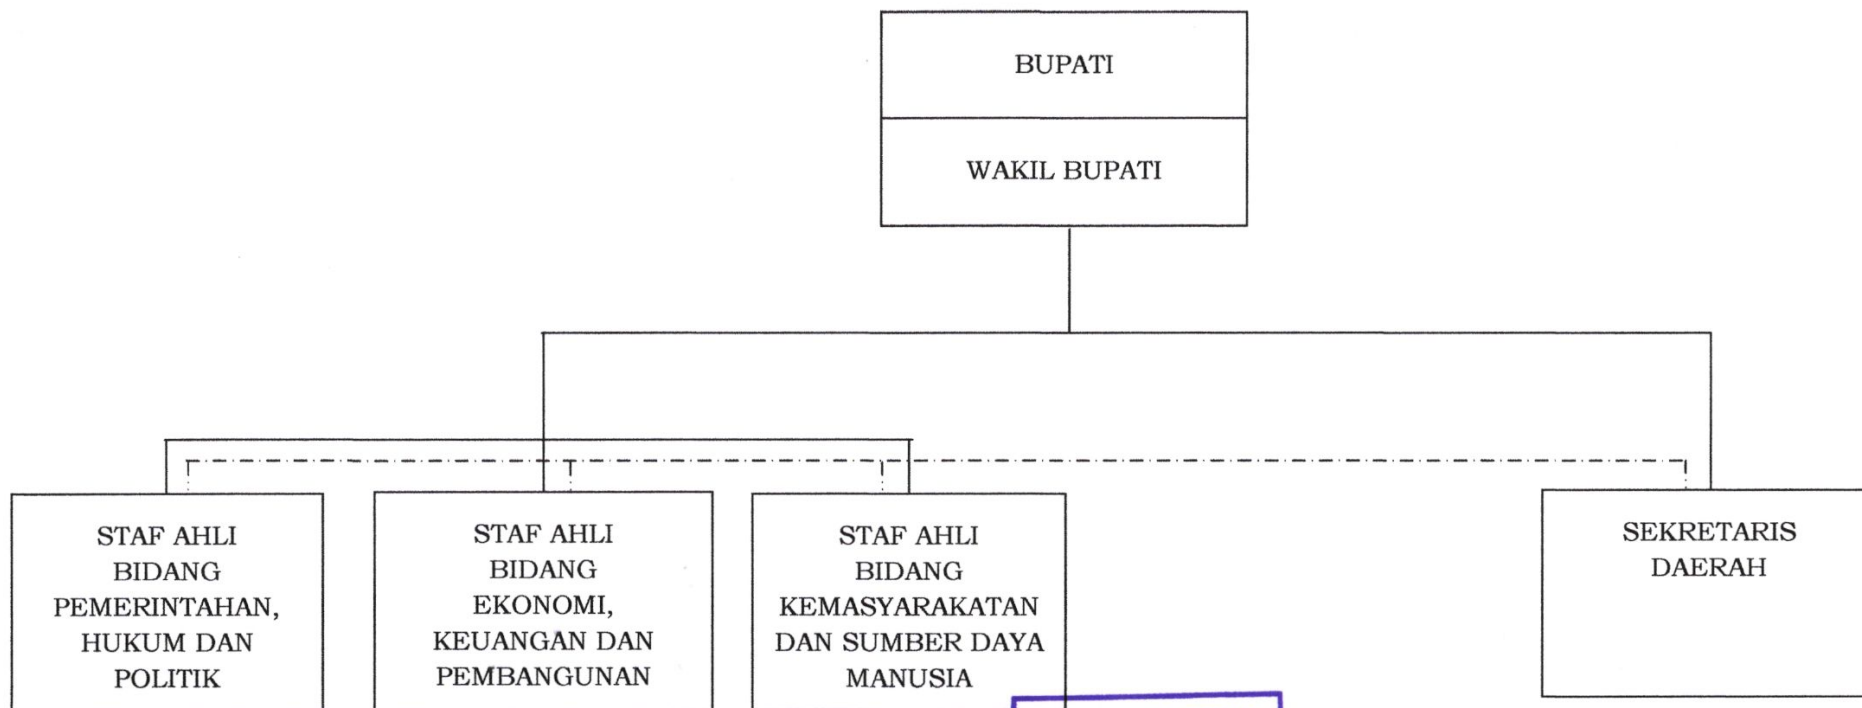 BUPATI
WAKIL BUPATI
STAF AHLI
BIDANG
PEMERINTAHAN,
HUKUM DAN
POLITIK
STAF AHLI
BIDANG
EKONOMI,
KEUANGAN DAN
PEMBANGUNAN
STAF AHLI
BIDANG
KEMASYARAKATAN
DAN SUMBER DAYA
MANUSIA
SEKRETARIS
DAERAH